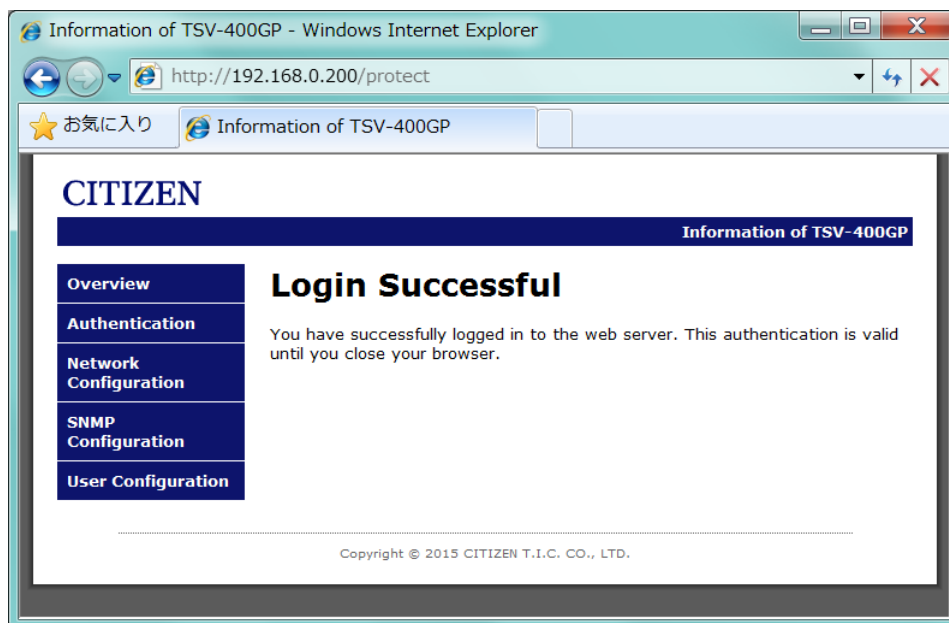 Information of TSV-400GP - Windows Internet Explorer
http://192.168.0.200/protect
お気に入り
Information of TSV-400GP
CITIZEN
Information of TSV-400GP
Overview
Authentication
Network
Configuration
SNMP
Configuration
User Configuration
Login Successful
You have successfully logged in to the web server. This authentication is valid
until you close your browser.
Copyright © 2015 CITIZEN T.I.C. CO., LTD.